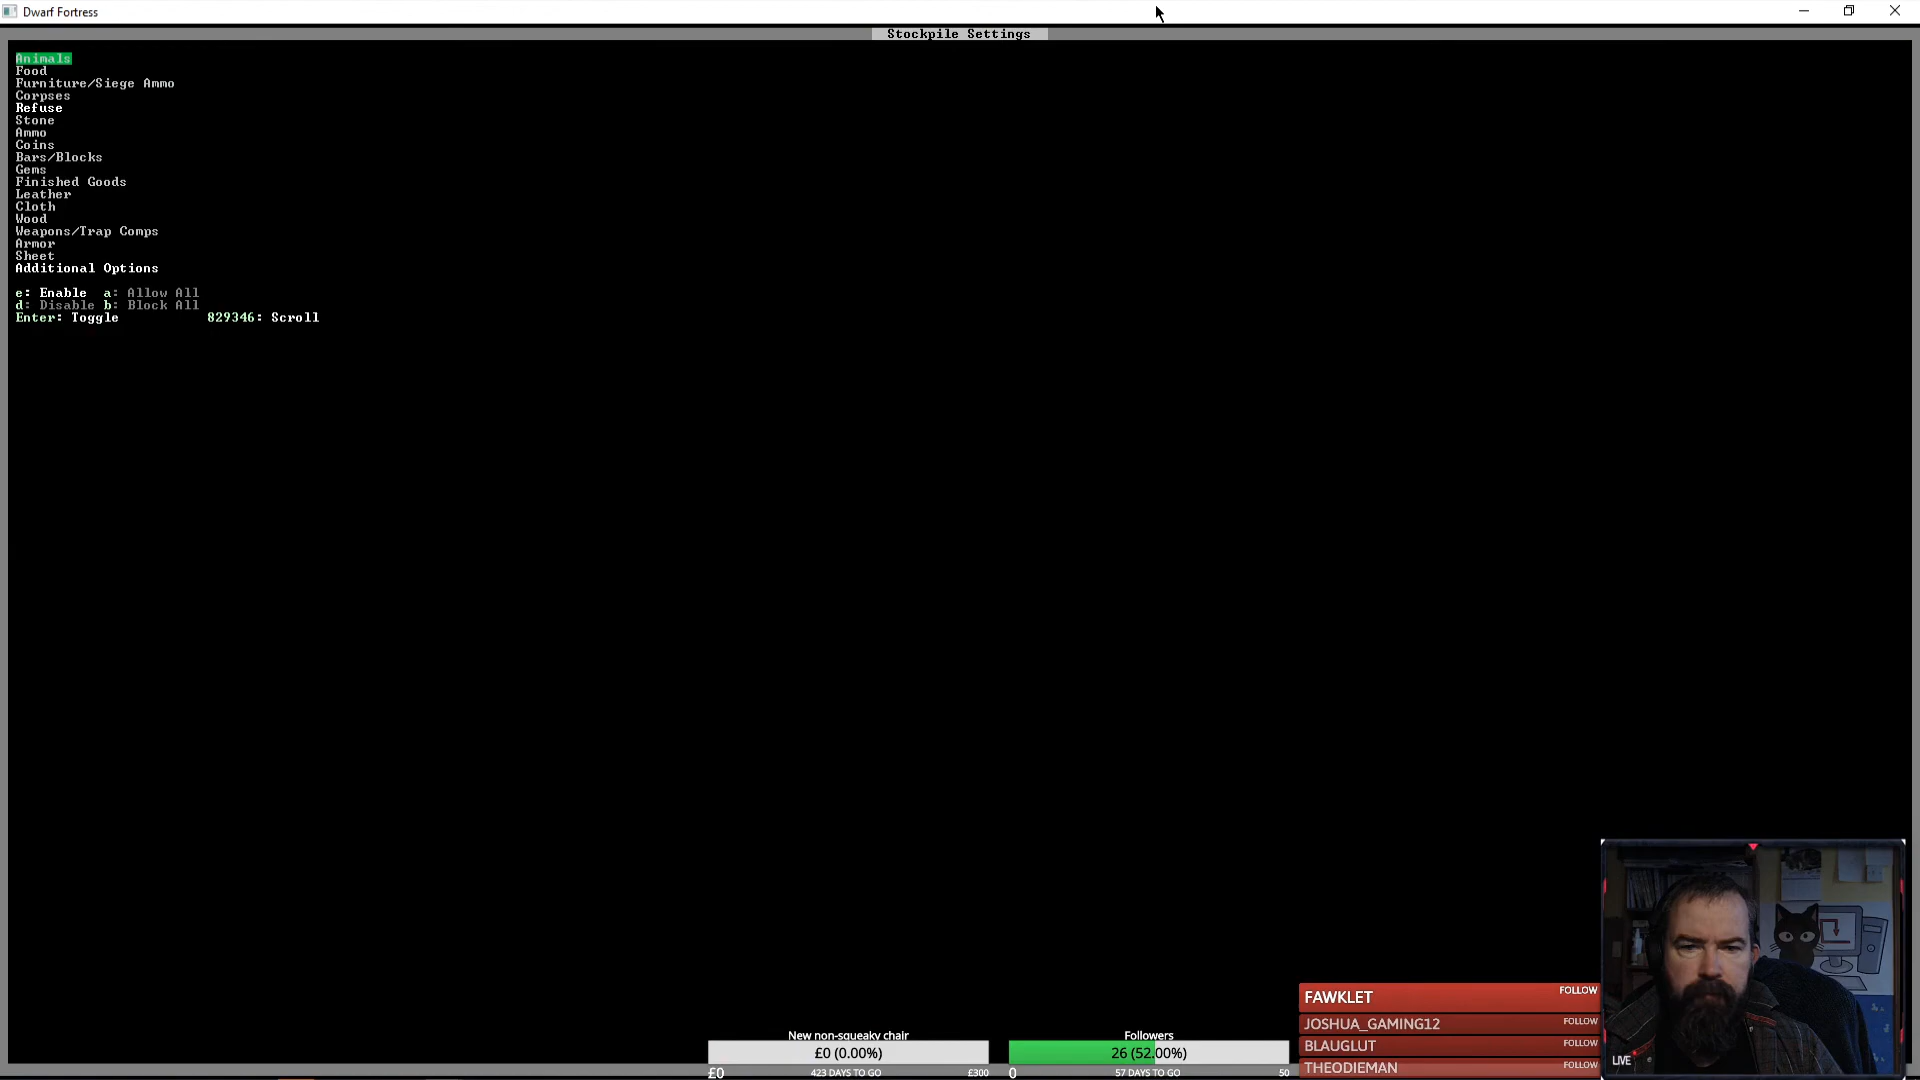 Dwarf Fortress
Stockpile Settings
Animals
Food
Furniture/Siege Ammo
Corpses
Refuse
Stone
Ammo
Coins
Bars/Blocks
Gems
Finished Goods
Leather
Cloth
Wood
Weapons/Trap Comps
Armor
Sheet
Additional Options
e: Enable a: Allow All
d: Disable b: Block All
Enter: Toggle 829346: Scroll
New non-squeaky chair
£0 (0.00%)
£0 423 DAYS TO GO £300
Followers
26 (52.00%)
0 57 DAYS TO GO 50
FAWKLET FOLLOW
JOSHUA_GAMING12 FOLLOW
BLAUGLUT FOLLOW
THEODIEMAN FOLLOW
LIVE